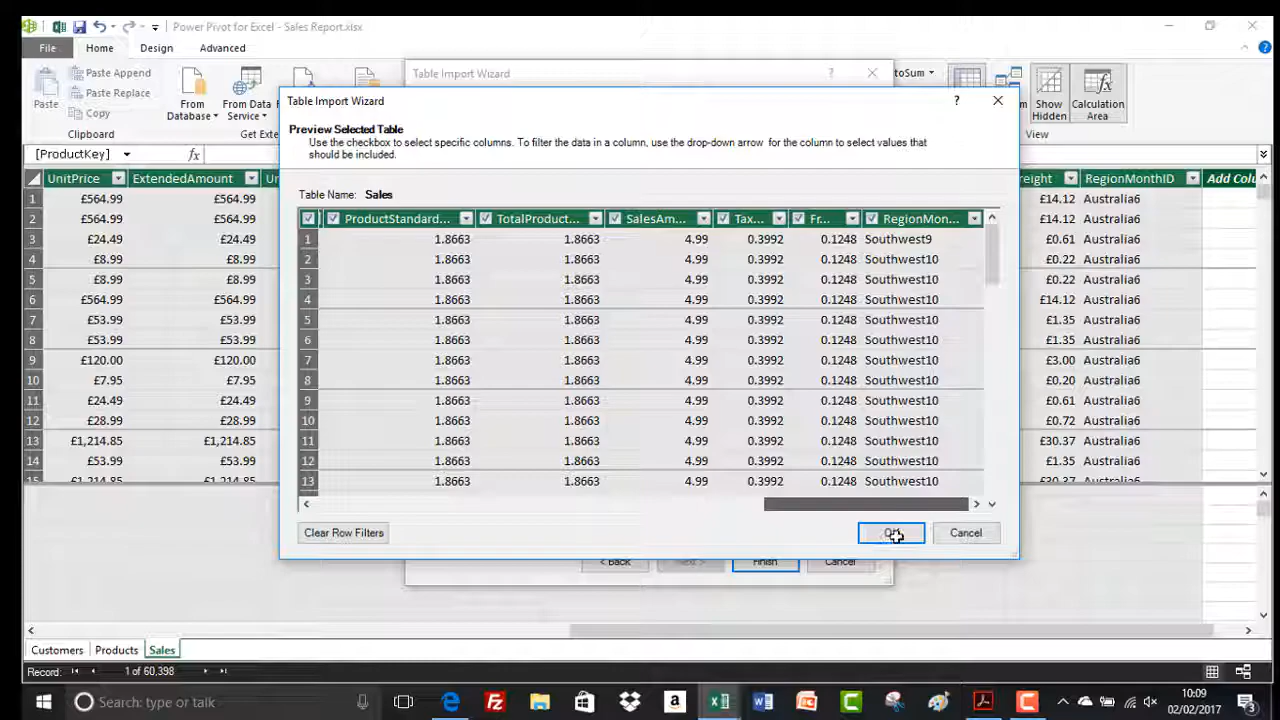 Power Pivot for Excel - Sales Report.xlsx
File Home Design Advanced
Paste
Paste Append
Paste Replace
Copy
Clipboard
From Database
From Data Service
Get Ex
Table Import Wizard ?
toSum
Show Hidden
Calculation Area
View
[ProductKey] fx
UnitPrice ExtendedAmount Un
1 £564.99 £564.99
2 £564.99 £564.99
3 £24.49 £24.49
4 £8.99 £8.99
5 £8.99 £8.99
6 £564.99 £564.99
7 £53.99 £53.99
8 £53.99 £53.99
9 £120.00 £120.00
10 £7.95 £7.95
11 £24.49 £24.49
12 £28.99 £28.99
13 £1,214.85 £1,214.85
14 £53.99 £53.99
15 £1,214.85 £1,214.85
Table Import Wizard ?
Preview Selected Table
Use the checkbox to select specific columns. To filter the data in a column, use the drop-down arrow for the column to select values that
should be included.
Table Name: Sales
ProductStandard... TotalProduct... SalesAm... Tax... Fr... RegionMon...
1 1.8663 1.8663 4.99 0.3992 0.1248 Southwest9
2 1.8663 1.8663 4.99 0.3992 0.1248 Southwest10
3 1.8663 1.8663 4.99 0.3992 0.1248 Southwest10
4 1.8663 1.8663 4.99 0.3992 0.1248 Southwest10
5 1.8663 1.8663 4.99 0.3992 0.1248 Southwest10
6 1.8663 1.8663 4.99 0.3992 0.1248 Southwest10
7 1.8663 1.8663 4.99 0.3992 0.1248 Southwest10
8 1.8663 1.8663 4.99 0.3992 0.1248 Southwest10
9 1.8663 1.8663 4.99 0.3992 0.1248 Southwest10
10 1.8663 1.8663 4.99 0.3992 0.1248 Southwest10
11 1.8663 1.8663 4.99 0.3992 0.1248 Southwest10
12 1.8663 1.8663 4.99 0.3992 0.1248 Southwest10
13 1.8663 1.8663 4.99 0.3992 0.1248 Southwest10
Clear Row Filters OK Cancel
< Back Next > Finish Cancel
eight RegionMonthID Add Colu
£14.12 Australia6
£14.12 Australia6
£0.61 Australia6
£0.22 Australia6
£0.22 Australia6
£14.12 Australia6
£1.35 Australia6
£1.35 Australia6
£3.00 Australia6
£0.20 Australia6
£0.61 Australia6
£0.72 Australia6
£30.37 Australia6
£1.35 Australia6
£30.37 Australia6
Customers Products Sales
Record: 1 of 60,398
Search: type or talk
10:09
02/02/2017
3